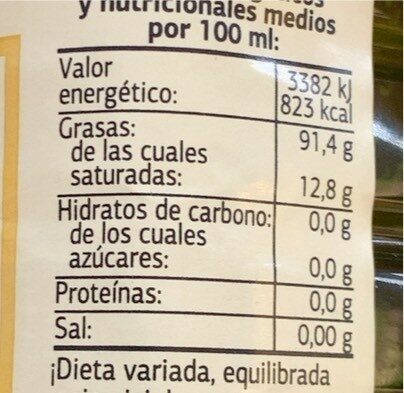 y nutricionales medios
por 100 ml:
Valor
energético:
3382 kJ
823 kcal
Grasas:
91,4 g
de las cuales
saturadas:
12,8 g
Hidratos de carbono:
0,0 g
de los cuales
azúcares:
0,0 g
Proteínas:
0,0 g
Sal:
0,00 g
¡Dieta variada, equilibrada